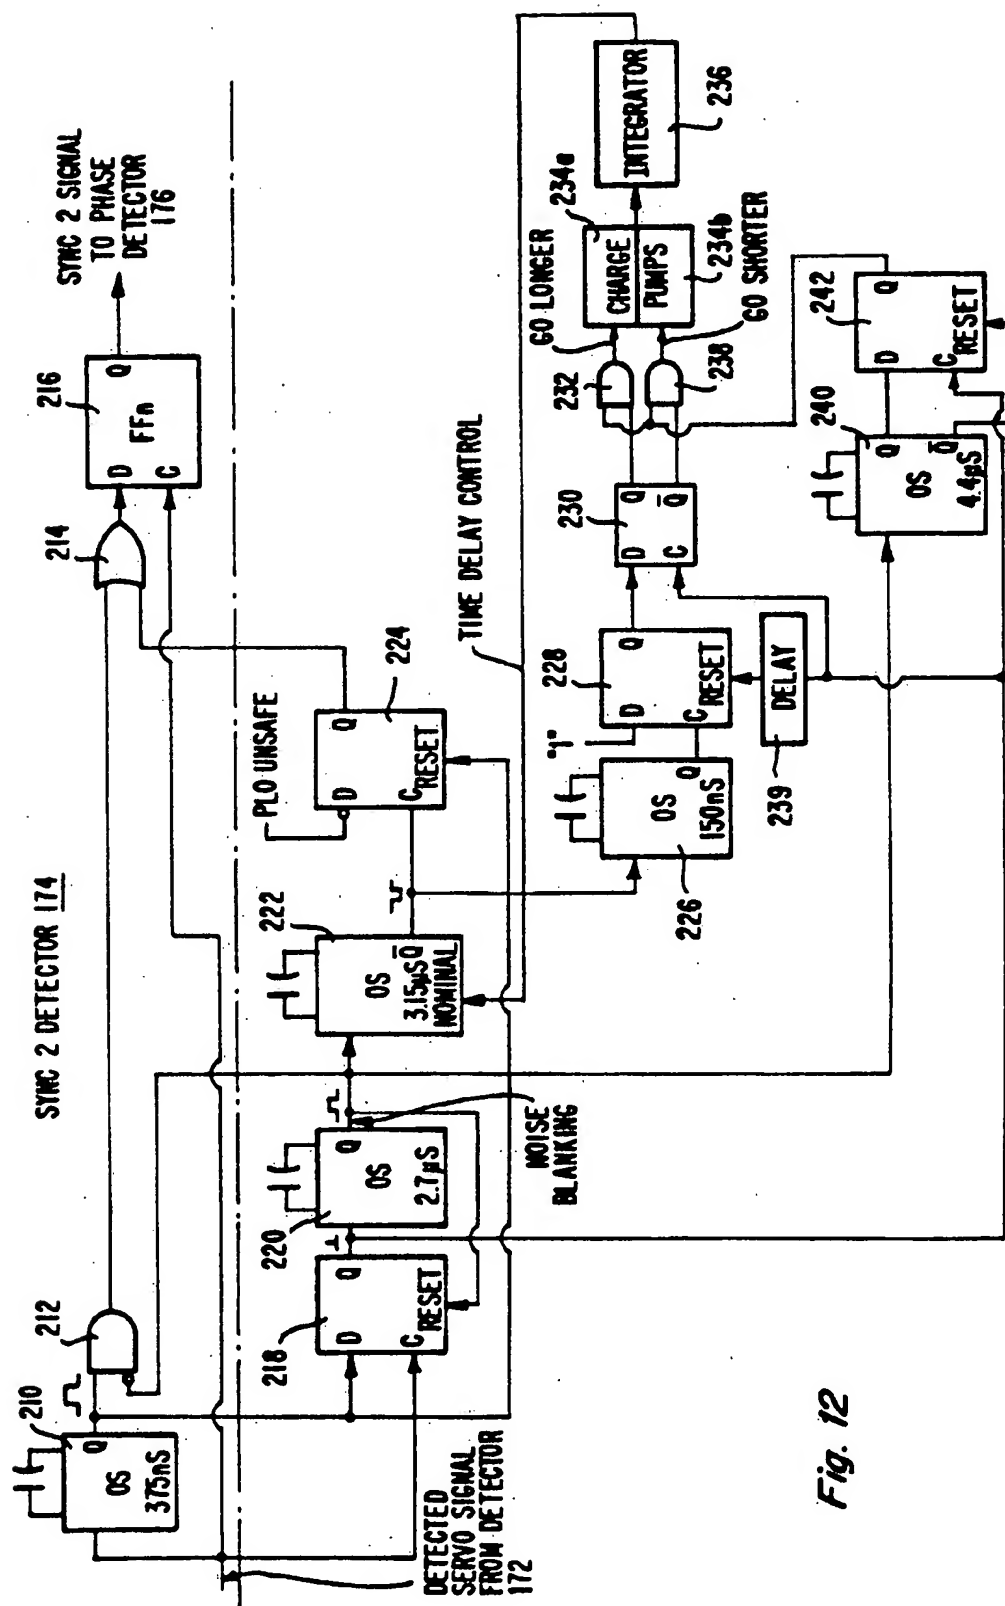 SYNC 2 DETECTOR 174
SYNC 2 SIGNAL
TO PHASE
DETECTOR
176
210
Q
OS
375nS
212
214
216
D
Q
FFn
C
DETECTED
SERVO SIGNAL
FROM DETECTOR
172
218
D
Q
C
RESET
220
Q
OS
2.7µS
NOISE
BLANKING
222
OS
3.15µS Q̅
NOMINAL
PLO UNSAFE
224
D
Q
C
RESET
TIME DELAY CONTROL
226
OS
Q
150nS
"1"
228
D
Q
C
RESET
239
DELAY
230
D
Q
C
Q̅
232
238
GO LONGER
GO SHORTER
234a
CHARGE
PUMPS
234b
INTEGRATOR
236
240
Q
OS
Q̅
4.4µS
242
D
Q
C
RESET
Fig. 12